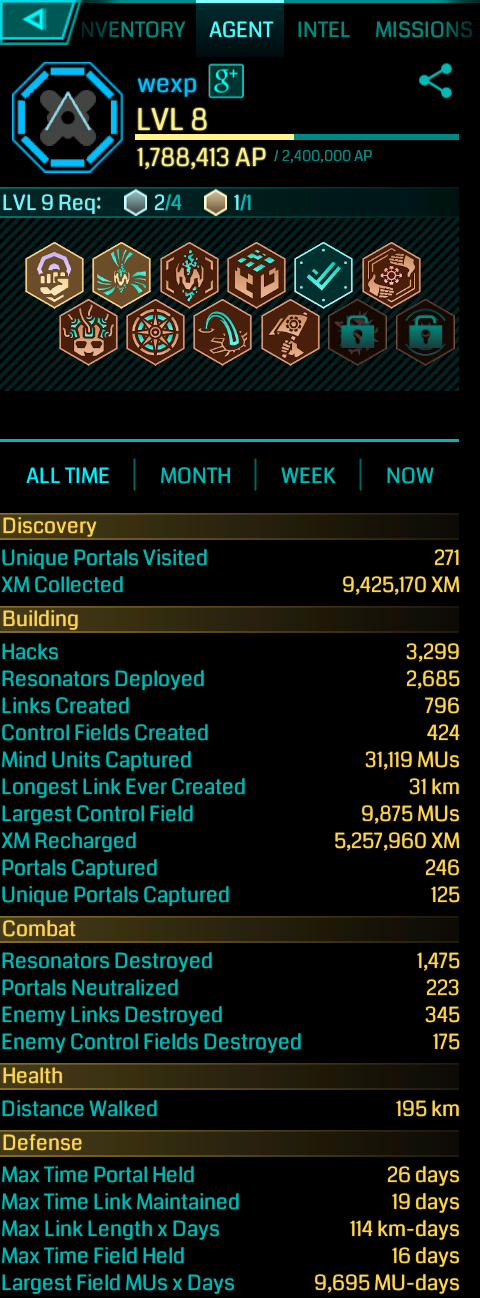 NVENTORY AGENT INTEL MISSIONS
wexp g+
LVL 8
1,788,413 AP / 2,400,000 AP
LVL 9 Req: 2/4 1/1
ALL TIME MONTH WEEK NOW
Discovery
Unique Portals Visited 271
XM Collected 9,425,170 XM
Building
Hacks 3,299
Resonators Deployed 2,685
Links Created 796
Control Fields Created 424
Mind Units Captured 31,119 MUs
Longest Link Ever Created 31 km
Largest Control Field 9,875 MUs
XM Recharged 5,257,960 XM
Portals Captured 246
Unique Portals Captured 125
Combat
Resonators Destroyed 1,475
Portals Neutralized 223
Enemy Links Destroyed 345
Enemy Control Fields Destroyed 175
Health
Distance Walked 195 km
Defense
Max Time Portal Held 26 days
Max Time Link Maintained 19 days
Max Link Length x Days 114 km-days
Max Time Field Held 16 days
Largest Field MUs x Days 9,695 MU-days